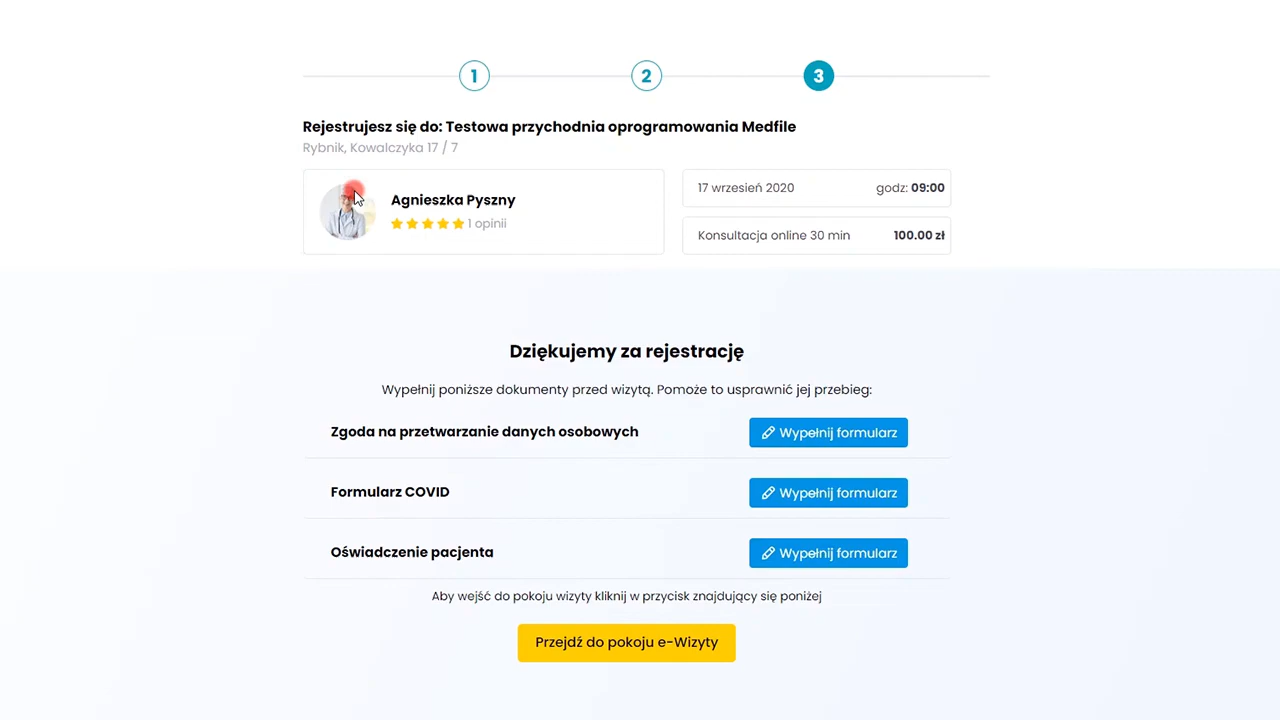 1 2 3
Rejestrujesz się do: Testowa przychodnia oprogramowania Medfile
Rybnik, Kowalczyka 17 / 7
Agnieszka Pyszny
1 opinii
17 wrzesień 2020 godz: 09:00
Konsultacja online 30 min 100.00 zł
Dziękujemy za rejestrację
Wypełnij poniższe dokumenty przed wizytą. Pomoże to usprawnić jej przebieg:
Zgoda na przetwarzanie danych osobowych Wypełnij formularz
Formularz COVID Wypełnij formularz
Oświadczenie pacjenta Wypełnij formularz
Aby wejść do pokoju wizyty kliknij w przycisk znajdujący się poniżej
Przejdź do pokoju e-Wizyty